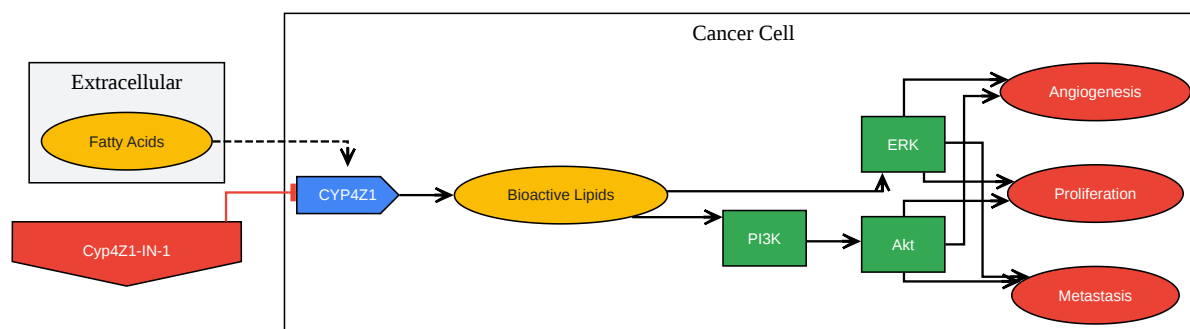 Cancer Cell
Extracellular
Fatty Acids
Cyp4Z1-IN-1
CYP4Z1
Bioactive Lipids
PI3K
ERK
Akt
Angiogenesis
Proliferation
Metastasis